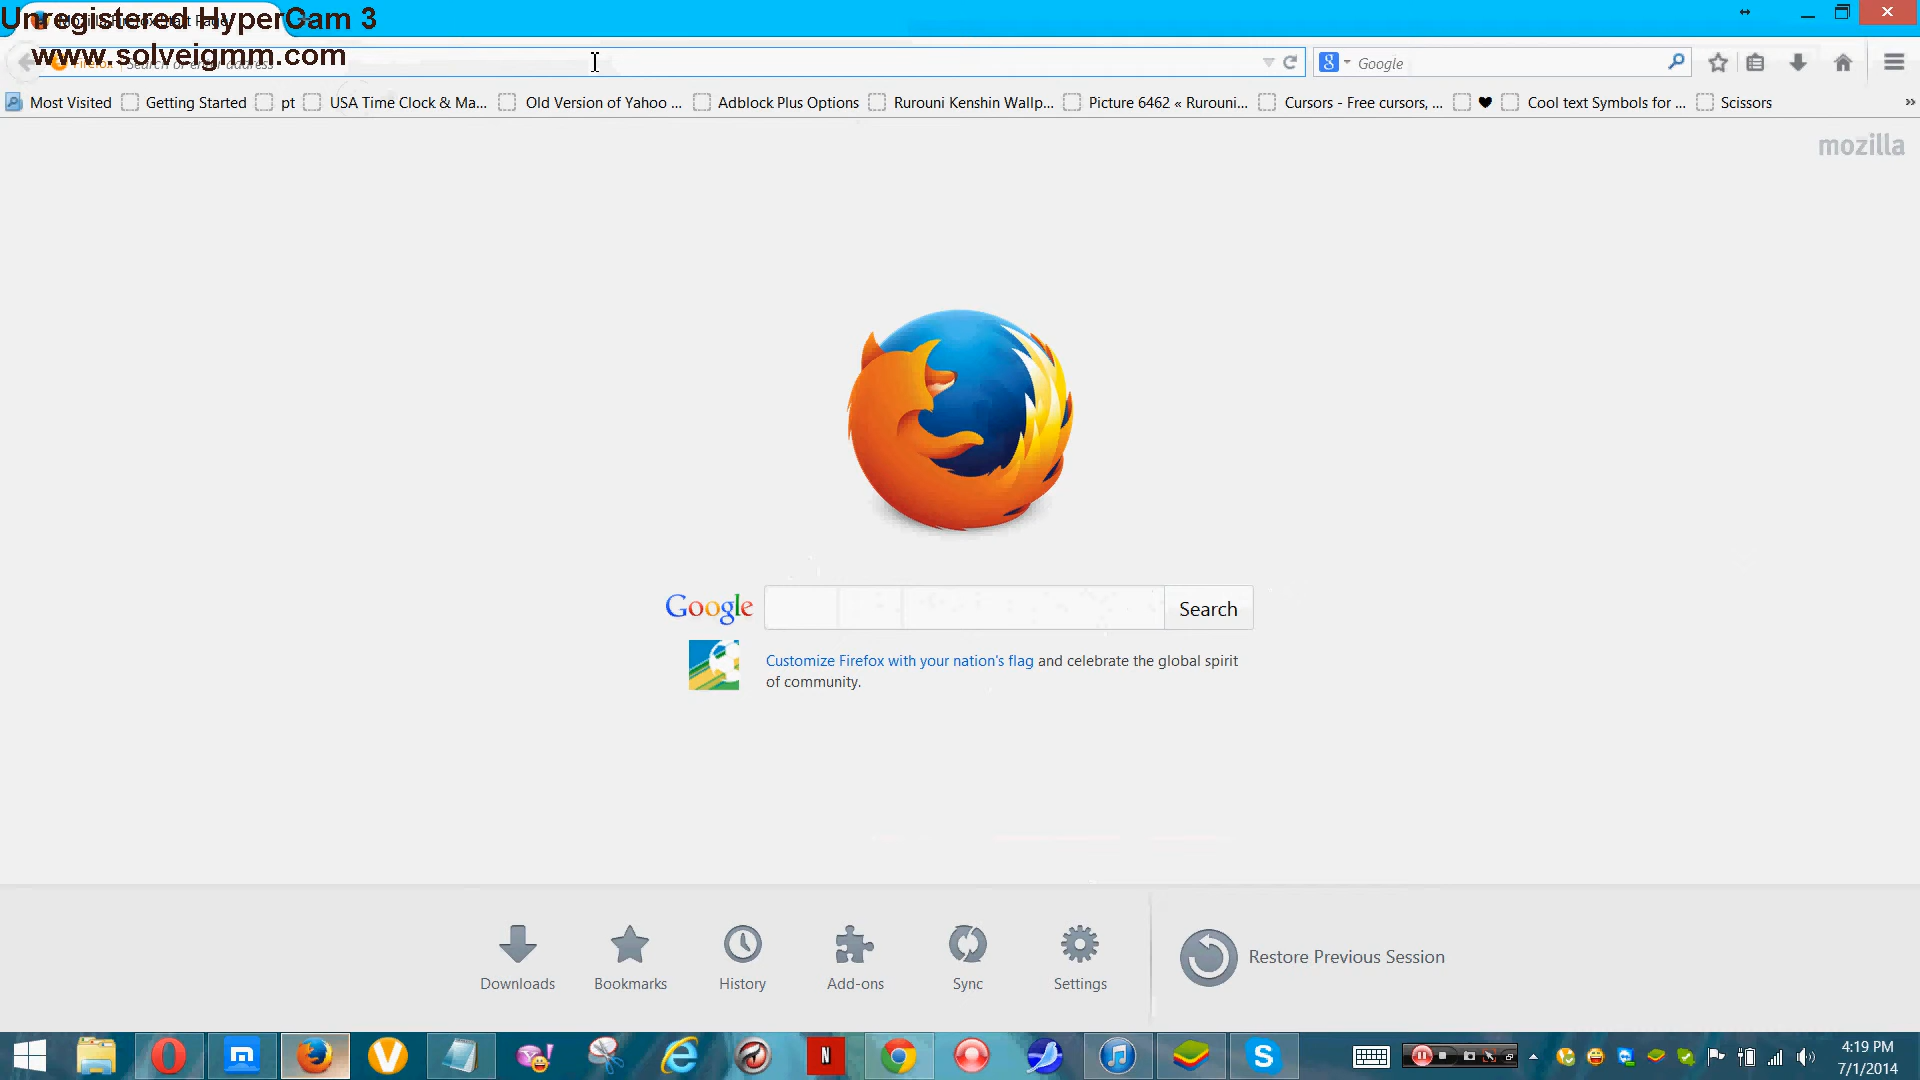 Unregistered HyperCam 3
www.solveigmm.com
Google
Most Visited
Getting Started
pt
USA Time Clock & Ma...
Old Version of Yahoo ...
Adblock Plus Options
Rurouni Kenshin Wallp...
Picture 6462 « Rurouni...
Cursors - Free cursors, ...
Cool text Symbols for ...
Scissors
mozilla
Google
Search
Customize Firefox with your nation's flag and celebrate the global spirit
of community.
Downloads
Bookmarks
History
Add-ons
Sync
Settings
Restore Previous Session
4:19 PM
7/1/2014